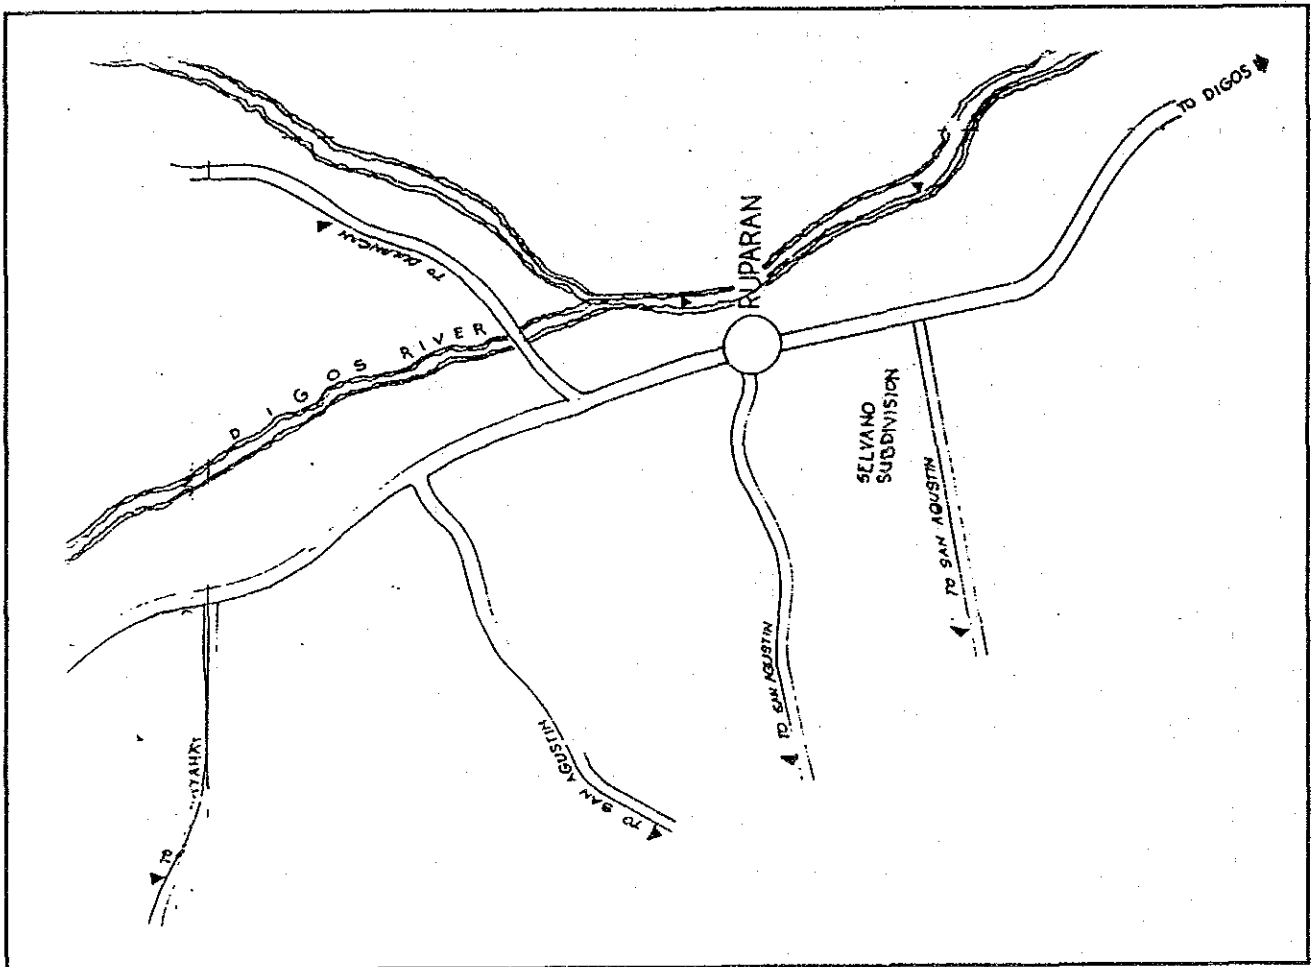 TO DIGOS
RUPARAN
DIGOS RIVER
SELVANO
SUBDIVISION
TO SAN AGUSTIN
TO SAN AGUSTIN
TO SAN AGUSTIN
TO